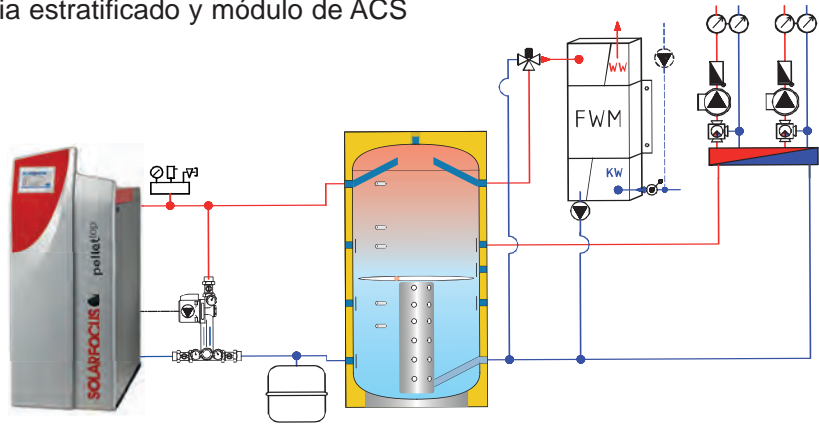 ia estratificado y módulo de ACS
WW
FWM
KW
pellettop
SOLARFOCUS